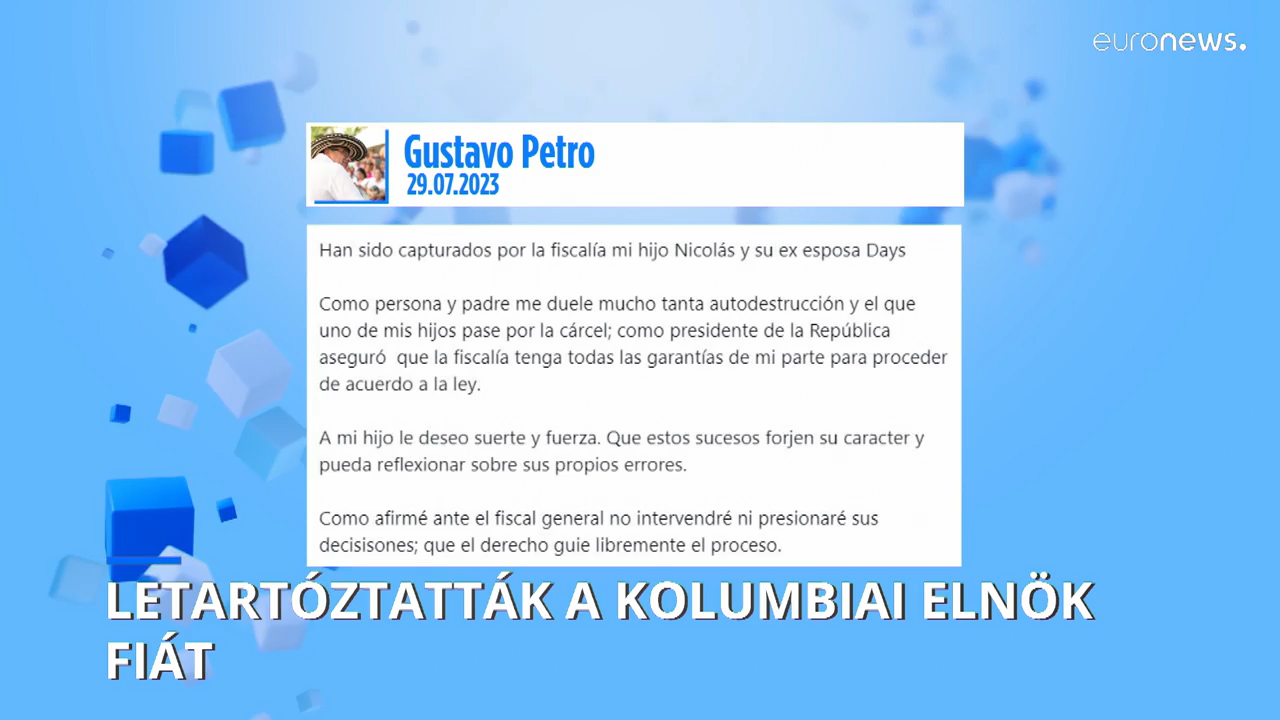 euronews.
Gustavo Petro
29.07.2023
Han sido capturados por la fiscalía mi hijo Nicolás y su ex esposa Days
Como persona y padre me duele mucho tanta autodestrucción y el que
uno de mis hijos pase por la cárcel; como presidente de la República
aseguró  que la fiscalía tenga todas las garantías de mi parte para proceder
de acuerdo a la ley.
A mi hijo le deseo suerte y fuerza. Que estos sucesos forjen su caracter y
pueda reflexionar sobre sus propios errores.
Como afirmé ante el fiscal general no intervendré ni presionaré sus
decisisones; que el derecho guie libremente el proceso.
LETARTÓZTATTÁK A KOLUMBIAI ELNÖK
FIÁT